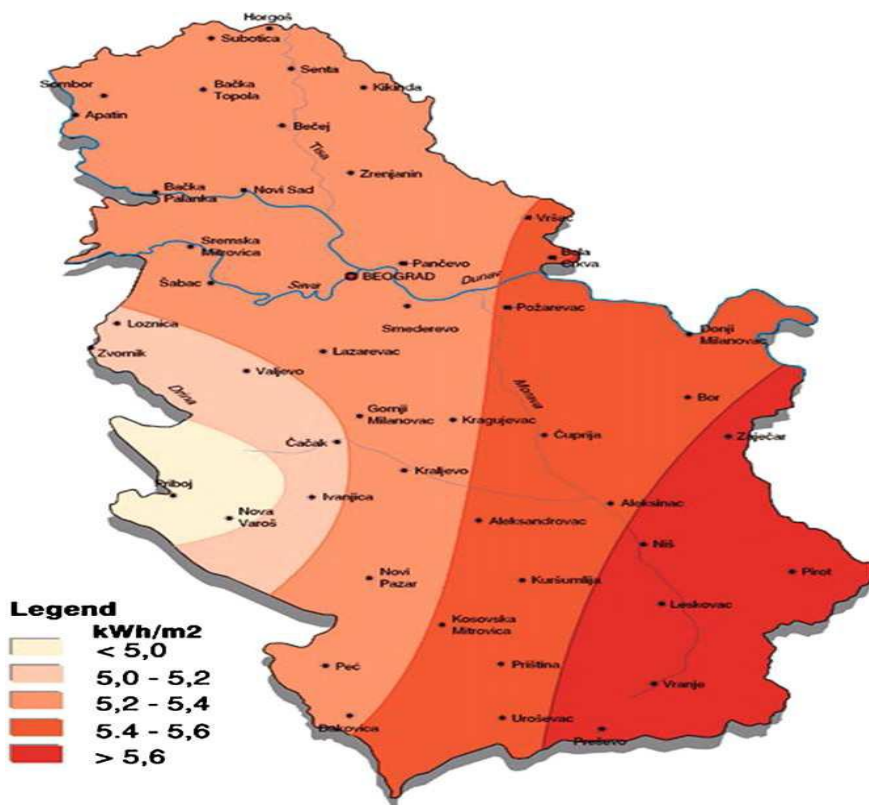 Horgoš
Subotica
Senta
Sombor
Bačka
Topola
Kikinda
Apatin
Bečej
Tisa
Zrenjanin
Bačka
Palanka
Novi Sad
Vršac
Sremska
Mitrovica
Pančevo
Bela
Crkva
BEOGRAD
Dunav
Šabac
Sava
Smederevo
Požarevac
Loznica
Donji
Milanovac
Zvornik
Lazarevac
Valjevo
Drina
Morava
Bor
Gornji
Milanovac
Kragujevac
Čačak
Ćuprija
Zaječar
Kraljevo
Priboj
Ivanjica
Aleksinac
Nova
Varoš
Aleksandrovac
Niš
Novi
Pazar
Kuršumlija
Pirot
Leskovac
Kosovska
Mitrovica
Peć
Priština
Vranje
Đakovica
Uroševac
Preševo
Legend
kWh/m2
< 5,0
5,0 - 5,2
5,2 - 5,4
5.4 - 5,6
> 5,6